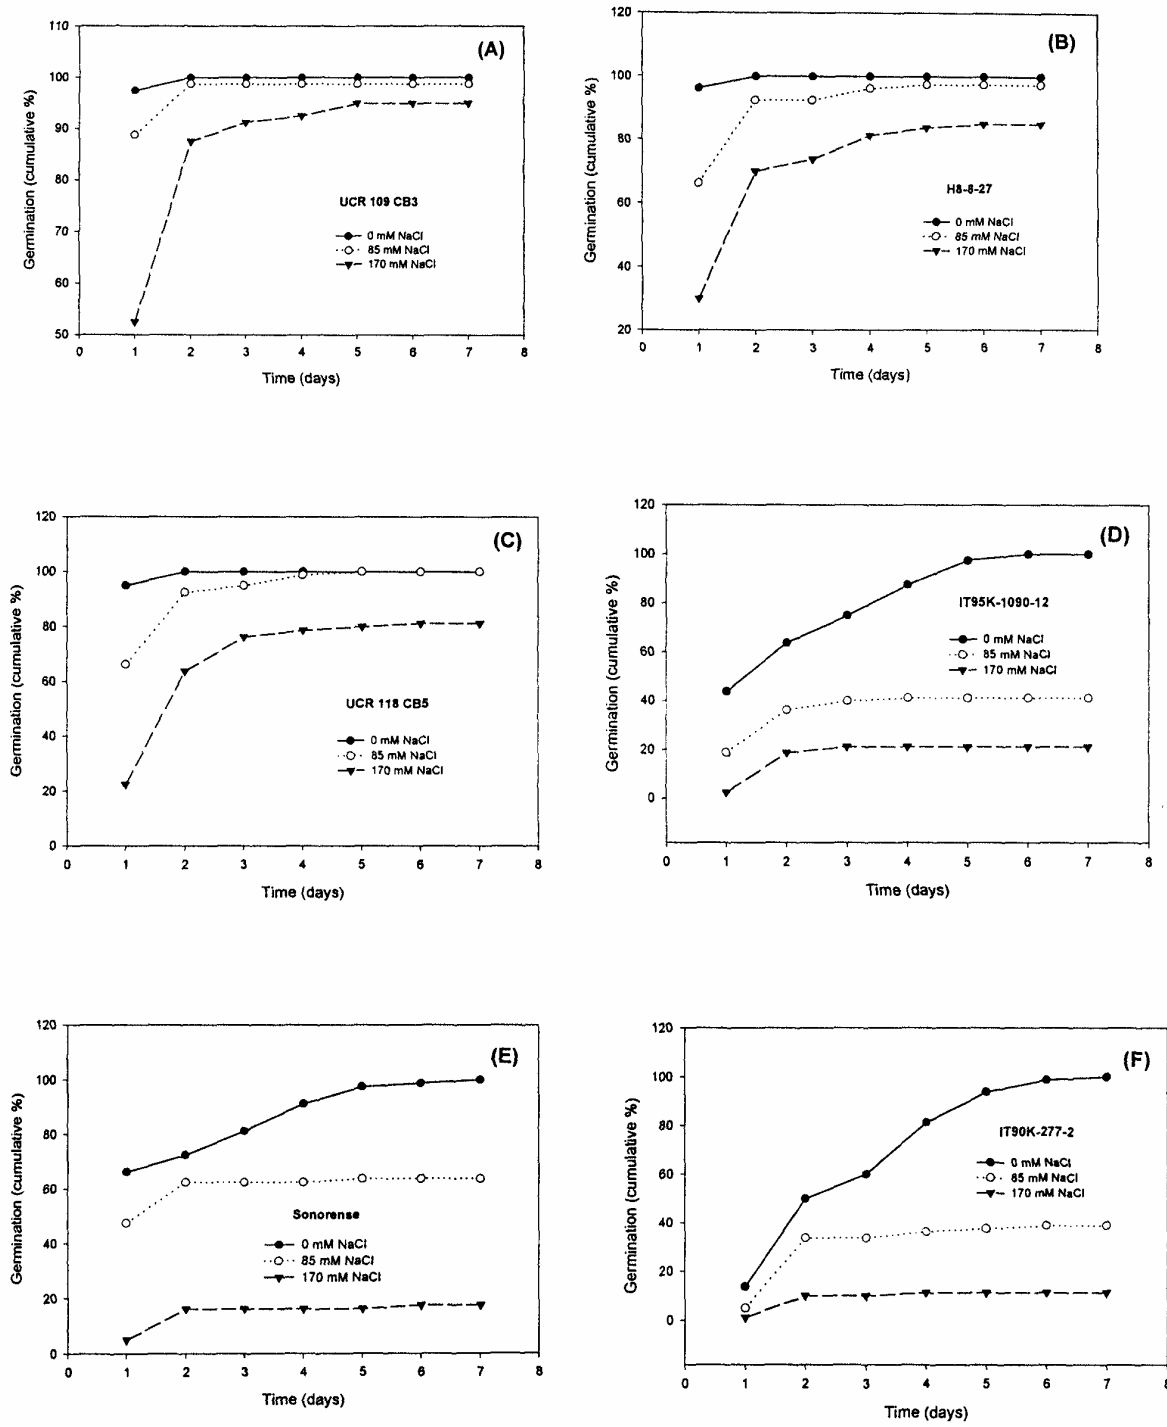 (A)
110
100
90
80
70
60
50
Germination (cumulative %)
UCR 109 CB3
0 mM NaCl
85 mM NaCl
170 mM NaCl
0 1 2 3 4 5 6 7 8
Time (days)
(B)
120
100
80
60
40
20
Germination (cumulative %)
H8-8-27
0 mM NaCl
85 mM NaCl
170 mM NaCl
0 1 2 3 4 5 6 7 8
Time (days)
(C)
120
100
80
60
40
20
0
Germination (cumulative %)
UCR 118 CB5
0 mM NaCl
85 mM NaCl
170 mM NaCl
0 1 2 3 4 5 6 7 8
Time (days)
(D)
120
100
80
60
40
20
0
Germination (cumulative %)
IT95K-1090-12
0 mM NaCl
85 mM NaCl
170 mM NaCl
0 1 2 3 4 5 6 7 8
Time (days)
(E)
120
100
80
60
40
20
0
Germination (cumulative %)
Sonorense
0 mM NaCl
85 mM NaCl
170 mM NaCl
0 1 2 3 4 5 6 7 8
Time (days)
(F)
120
100
80
60
40
20
0
Germination (cumulative %)
IT90K-277-2
0 mM NaCl
85 mM NaCl
170 mM NaCl
0 1 2 3 4 5 6 7 8
Time (days)